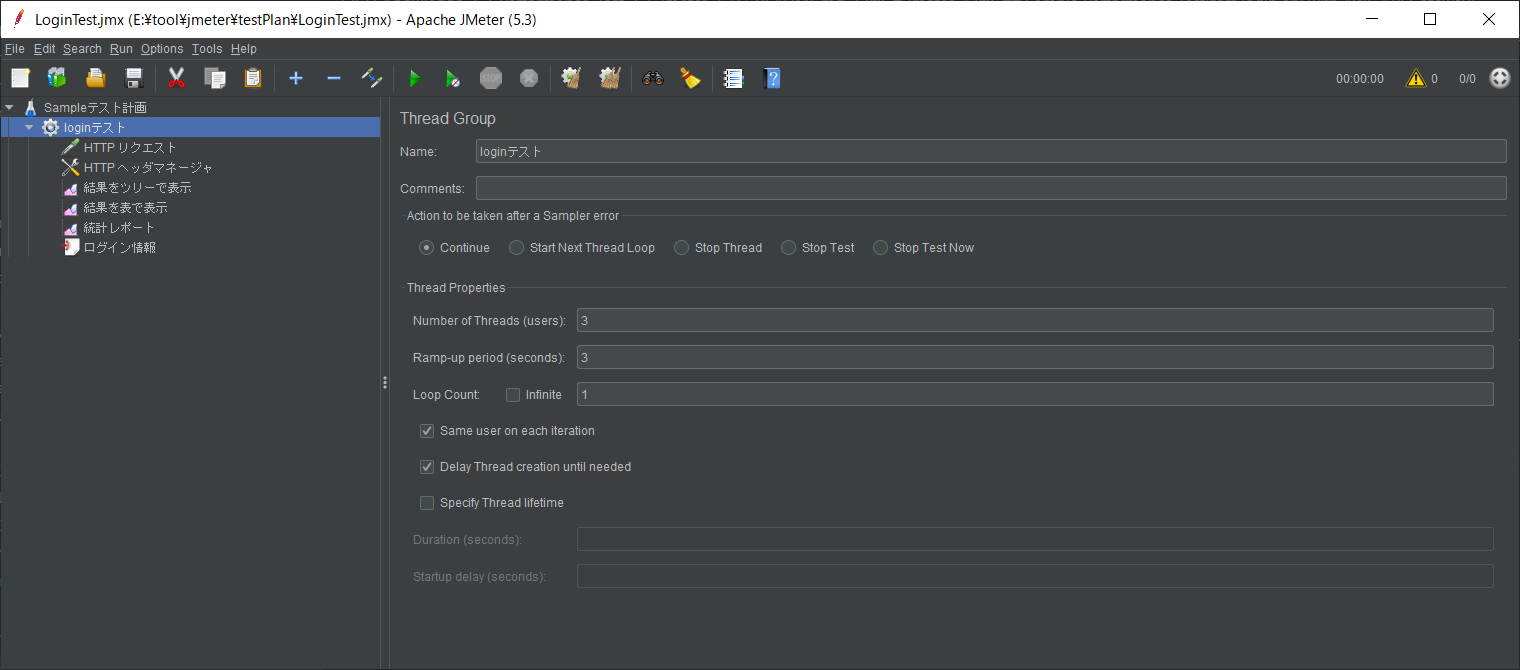 LoginTest.jmx (E:¥tool¥jmeter¥testPlan¥LoginTest.jmx) - Apache JMeter (5.3)
File Edit Search Run Options Tools Help
STOP 00:00:00 0 0/0
Sampleテスト計画
loginテスト
HTTP リクエスト
HTTP ヘッダマネージャ
結果をツリーで表示
結果を表で表示
統計レポート
ログイン情報
Thread Group
Name: loginテスト
Comments:
Action to be taken after a Sampler error
Continue Start Next Thread Loop Stop Thread Stop Test Stop Test Now
Thread Properties
Number of Threads (users): 3
Ramp-up period (seconds): 3
Loop Count: Infinite 1
Same user on each iteration
Delay Thread creation until needed
Specify Thread lifetime
Duration (seconds):
Startup delay (seconds):